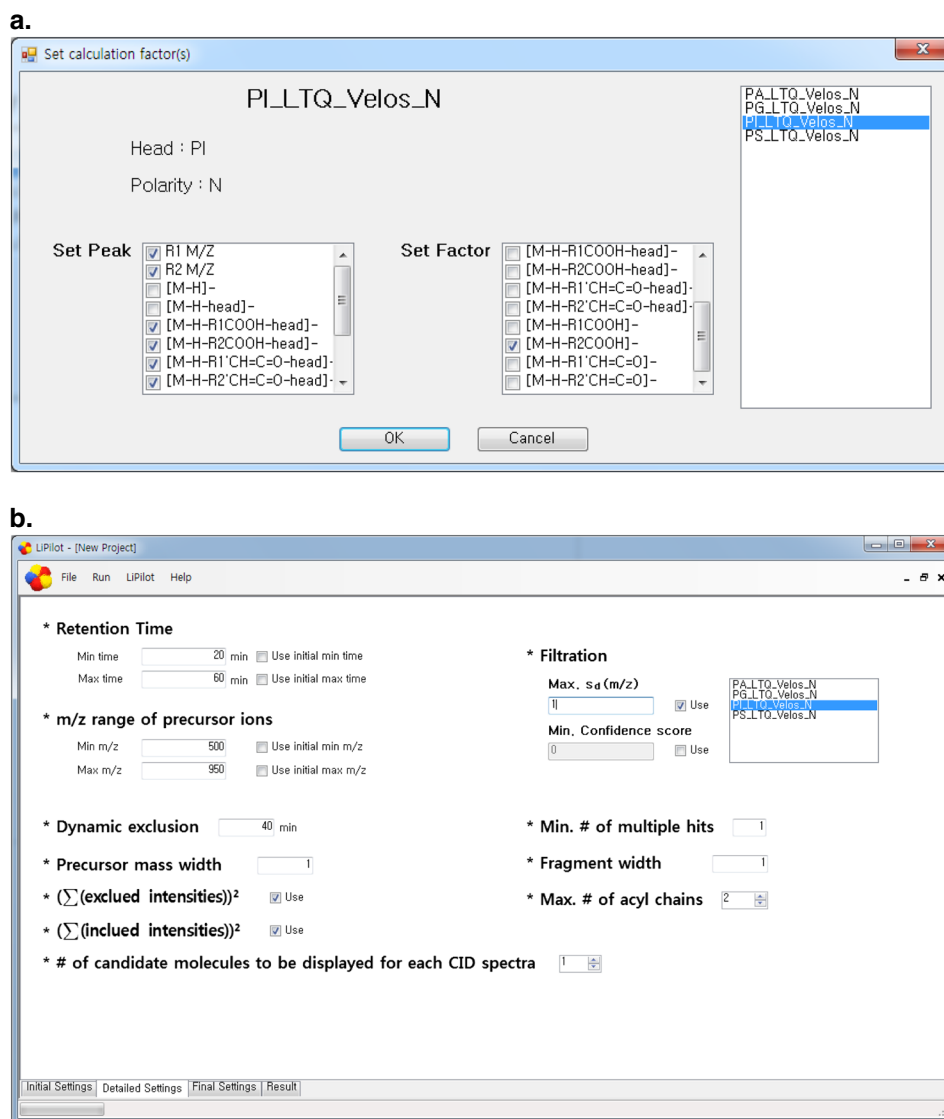 a.
Set calculation factor(s)
PI_LTQ_Velos_N
Head : PI
Polarity : N
PA_LTQ_Velos_N
PG_LTQ_Velos_N
PI_LTQ_Velos_N
PS_LTQ_Velos_N
Set Peak
R1 M/Z
R2 M/Z
[M-H]-
[M-H-head]-
[M-H-R1COOH-head]-
[M-H-R2COOH-head]-
[M-H-R1'CH=C=O-head]-
[M-H-R2'CH=C=O-head]-
Set Factor
[M-H-R1COOH-head]-
[M-H-R2COOH-head]-
[M-H-R1'CH=C=O-head]-
[M-H-R2'CH=C=O-head]-
[M-H-R1COOH]-
[M-H-R2COOH]-
[M-H-R1'CH=C=O]-
[M-H-R2'CH=C=O]-
OK Cancel
b.
LiPilot - [New Project]
File Run LiPilot Help
* Retention Time
Min time 20 min Use initial min time
Max time 60 min Use initial max time
* m/z range of precursor ions
Min m/z 500 Use initial min m/z
Max m/z 950 Use initial max m/z
* Filtration
Max. sd(m/z)
1 Use
Min. Confidence score
0 Use
PA_LTQ_Velos_N
PG_LTQ_Velos_N
PI_LTQ_Velos_N
PS_LTQ_Velos_N
* Dynamic exclusion 40 min
* Min. # of multiple hits 1
* Precursor mass width 1
* Fragment width 1
* (∑(exclued intensities))² Use
* Max. # of acyl chains 2
* (∑(inclued intensities))² Use
* # of candidate molecules to be displayed for each CID spectra 1
Initial Settings Detailed Settings Final Settings Result